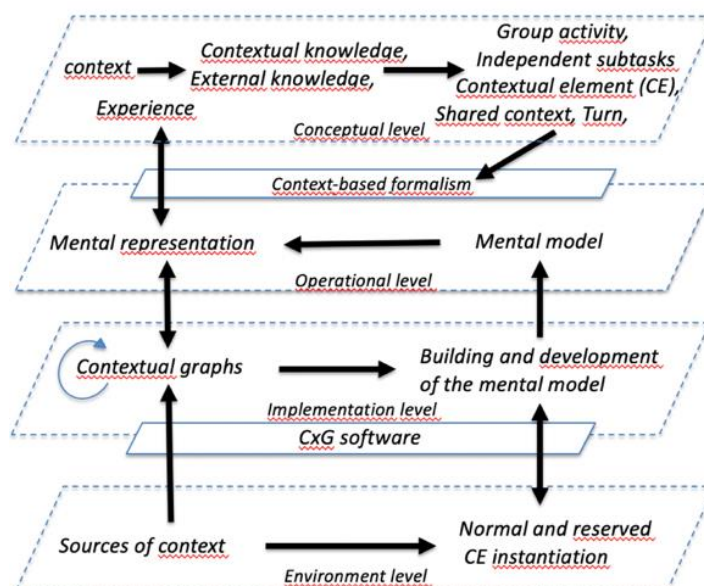 Group activity,
Contextual knowledge,
Independent subtasks
context
External knowledge,
Contextual element (CE),
Experience
Shared context, Turn,
Conceptual level
Context-based formalism
Mental representation
Mental model
Operational level
Contextual graphs
Building and development
of the mental model
Implementation level
CxG software
Sources of context
Normal and reserved
CE instantiation
Environment level